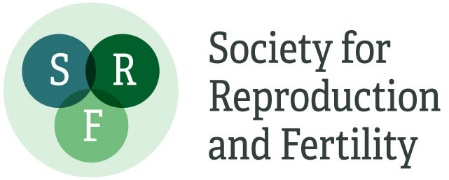 S R
F
Society for
Reproduction
and Fertility